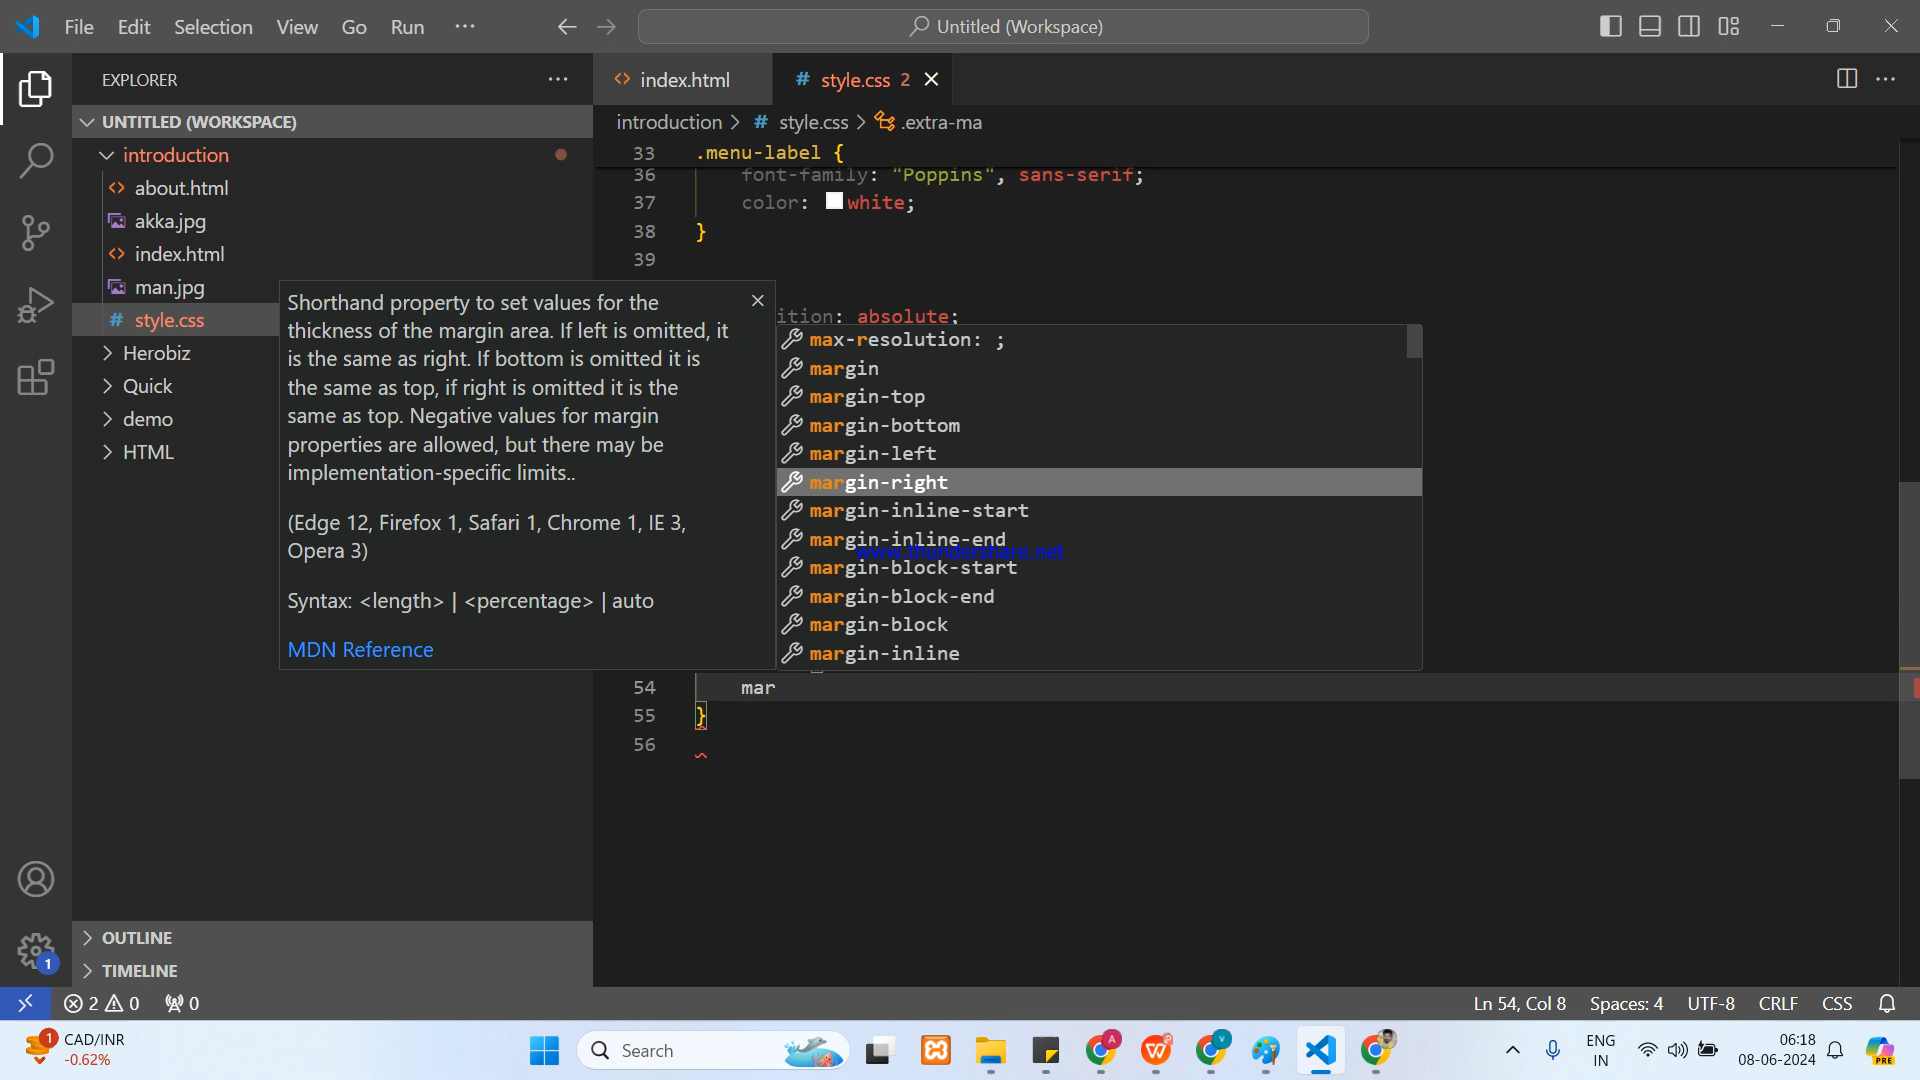 File Edit Selection View Go Run ··· Untitled (Workspace)
EXPLORER ···
index.html
# style.css 2
UNTITLED (WORKSPACE)
introduction > # style.css > .extra-ma
introduction
about.html
akka.jpg
index.html
man.jpg
# style.css
Herobiz
Quick
demo
HTML
33 .menu-label {
36 font-family: "Poppins", sans-serif;
37 color: white;
38 }
39
ition: absolute;
Shorthand property to set values for the
thickness of the margin area. If left is omitted, it
is the same as right. If bottom is omitted it is
the same as top, if right is omitted it is the
same as top. Negative values for margin
properties are allowed, but there may be
implementation-specific limits..
(Edge 12, Firefox 1, Safari 1, Chrome 1, IE 3,
Opera 3)
Syntax: <length> | <percentage> | auto
MDN Reference
max-resolution: ;
margin
margin-top
margin-bottom
margin-left
margin-right
margin-inline-start
margin-inline-end
www.thundershare.net
margin-block-start
margin-block-end
margin-block
margin-inline
54 mar
55 }
56
OUTLINE
TIMELINE
1
2 0 0
Ln 54, Col 8 Spaces: 4 UTF-8 CRLF CSS
1 CAD/INR
-0.62%
Search
A
V
ENG
IN
06:18
08-06-2024
PRE